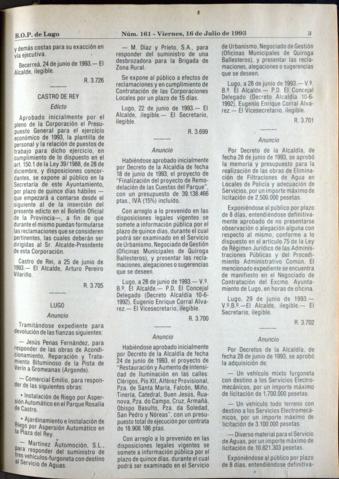 B.O.P. de Lugo
Núm. 161 - Viernes, 16 de Julio de 1993
3
y demás costas para su exacción en
vía ejecutiva.
Becerreá, 24 de junio de 1993.— El
Alcalde, ilegible.
R. 3.726
CASTRO DE REY
Edicto
Aprobado inicialmente por el
pleno de la Corporación el Presu-
puesto General para el ejercicio
económico de 1993, la plantilla de
personal y la relación de puestos de
trabajo para dicho ejercicio, en
cumplimiento de lo dispuesto en el
art. 150.1 de la Ley 39/1988, de 28 de
diciembre, y disposiciones concor-
dantes, se expone al público en la
Secretaría de este Ayuntamiento,
por plazo de quince días hábiles —
que empezará a contarse desde el
siguiente al de la inserción del
presente edicto en el Boletín Oficial
de la Provincia—, a fin de que
durante el mismo puedan formularse
las reclamaciones que se consideren
pertinentes, las cuales deberán ser
dirigidas al Sr. Alcalde-Presidente
de esta Corporación.
Castro de Rey, a 25 de junio de
1993.— El Alcalde, Arturo Pereiro
Vilariño.
R. 3.705
LUGO
Anuncio
Tramitándose expediente para
devolución de las fianzas siguientes:
— Jesús Penas Fernández, para
responder de las obras de Acondi-
cionamiento, Reparación y Trata-
miento Bituminoso de la Pista de
Verín a Gromeanas (Argondo).
— Comercial Emilio, para respon-
der de las siguientes obras:
• Instalación de Riego por Asper-
sión Automático en el Parque Rosalía
de Castro.
• Ajardinamiento e Instalación de
Riego por Aspersión Automático en
la Plaza del Rey.
— Martínez Automoción, S.L.,
para responder del suministro de
tres vehículos-furgoneta con destino
al Servicio de Aguas.
— M. Díaz y Prieto, S.A., para
responder del suministro de una
desbrozadora para la Brigada de
Zona Rural.
Se expone al público a efectos de
reclamaciones y en cumplimiento de
Contratación de las Corporaciones
Locales por un plazo de 15 días.
Lugo, 22 de junio de 1993.— El
Alcalde, ilegible.— El Secretario,
ilegible.
R. 3.699
Anuncio
Habiéndose aprobado inicialmente
por Decreto de la Alcaldía de fecha
18 de junio de 1993, el proyecto de
"Finalización del proyecto de Remo-
delación de las Cuestas del Parque",
con un presupuesto de 39.138.466
ptas., IVA (15%) incluido.
Con arreglo a lo prevenido en las
disposiciones legales vigentes se
somete a información pública por el
plazo de quince días, durante el cual
podrá ser examinado en el Servicio
de Urbanismo, Negociado de Gestión
(Oficinas Municipales de Quiroga
Ballesteros), y presentar las recla-
maciones, alegaciones o sugerencias
que se deseen.
Lugo, a 28 de junio de 1993.— V.º
B.º El Alcalde.— P.D. El Concejal
Delegado (Decreto Alcaldía 10-6-
1992), Eugenio Enrique Corral Álva-
rez.— El Vicesecretario, ilegible.
R. 3.700
Anuncio
Habiéndose aprobado inicialmente
por Decreto de la Alcaldía de fecha
24 de junio de 1993, el proyecto de
"Restauración y Aumento de Intensi-
dad de Iluminación en las calles
Clérigos, Pío XII, Aitérez Provisional,
Pza. de Santa María, Falcón, Miño,
Tinería, Catedral, Buen Jesús, Rua-
nova, Pza. do Campo, Cruz, Armañá,
Obispo Basulto, Pza. da Soledad,
San Pedro y Nóreas", con un presu-
puesto total de ejecución por contrata
de 19.908.186 ptas.
Con arreglo a lo prevenido en las
disposiciones legales vigentes se
somete a información pública por el
plazo de quince días, durante el cual
podrá ser examinado en el Servicio
de Urbanismo, Negociado de Gestión
(Oficinas Municipales de Quiroga
Ballesteros), y presentar las recla-
maciones, alegaciones o sugerencias
que se deseen.
Lugo, a 28 de junio de 1993.— V.º
B.º El Alcalde.— P.D. El Concejal
Delegado (Decreto Alcaldía 10-6-
1992), Eugenio Enrique Corral Álva-
rez.— El Vicesecretario, ilegible.
R. 3.701
Anuncio
Por Decreto de la Alcaldía, de
fecha 28 de junio de 1993, se aprobó
la memoria y presupuesto para la
realización de las obras de Elimina-
ción de Filtraciones de Agua en
locales de Policía y actuación de
Servicios, por un importe máximo de
licitación de 2.500.000 pesetas.
Exponiéndose al público por plazo
de 8 días, entendiéndose definitiva-
mente aprobado de no presentarse
observación o alegación alguna con
respecto al mismo, conforme a lo
dispuesto en el artículo 75 de la Ley
de Régimen Jurídico de las Adminis-
traciones Públicas y del Procedi-
miento Administrativo Común. El
mencionado expediente se encuentra
de manifiesto en el Negociado de
Contratación del Excmo. Ayunta-
miento de Lugo, en horas de oficina.
Lugo, 29 de junio de 1993.—
V.º B.º.—El Alcalde, ilegible.— El
Secretario, ilegible.
R. 3.702
Anuncio
Por Decretos de la Alcaldía, de
fecha 28 de junio de 1993, se aprobó
la adquisición de:
— Un vehículo mixto furgoneta
con destino a los Servicios Electro-
mecánicos, por un importe máximo
de licitación de 1.700.000 pesetas.
— Un vehículo todo terreno con
destino a los Servicios Electromecá-
nicos, por un importe máximo de
licitación de 3.100.000 pesetas.
— Diverso material para el Servicio
de Aguas, por un importe máximo de
licitación de 10.821.303 pesetas.
Exponiéndose al público por plazo
de 8 días, entendiéndose definitiva-